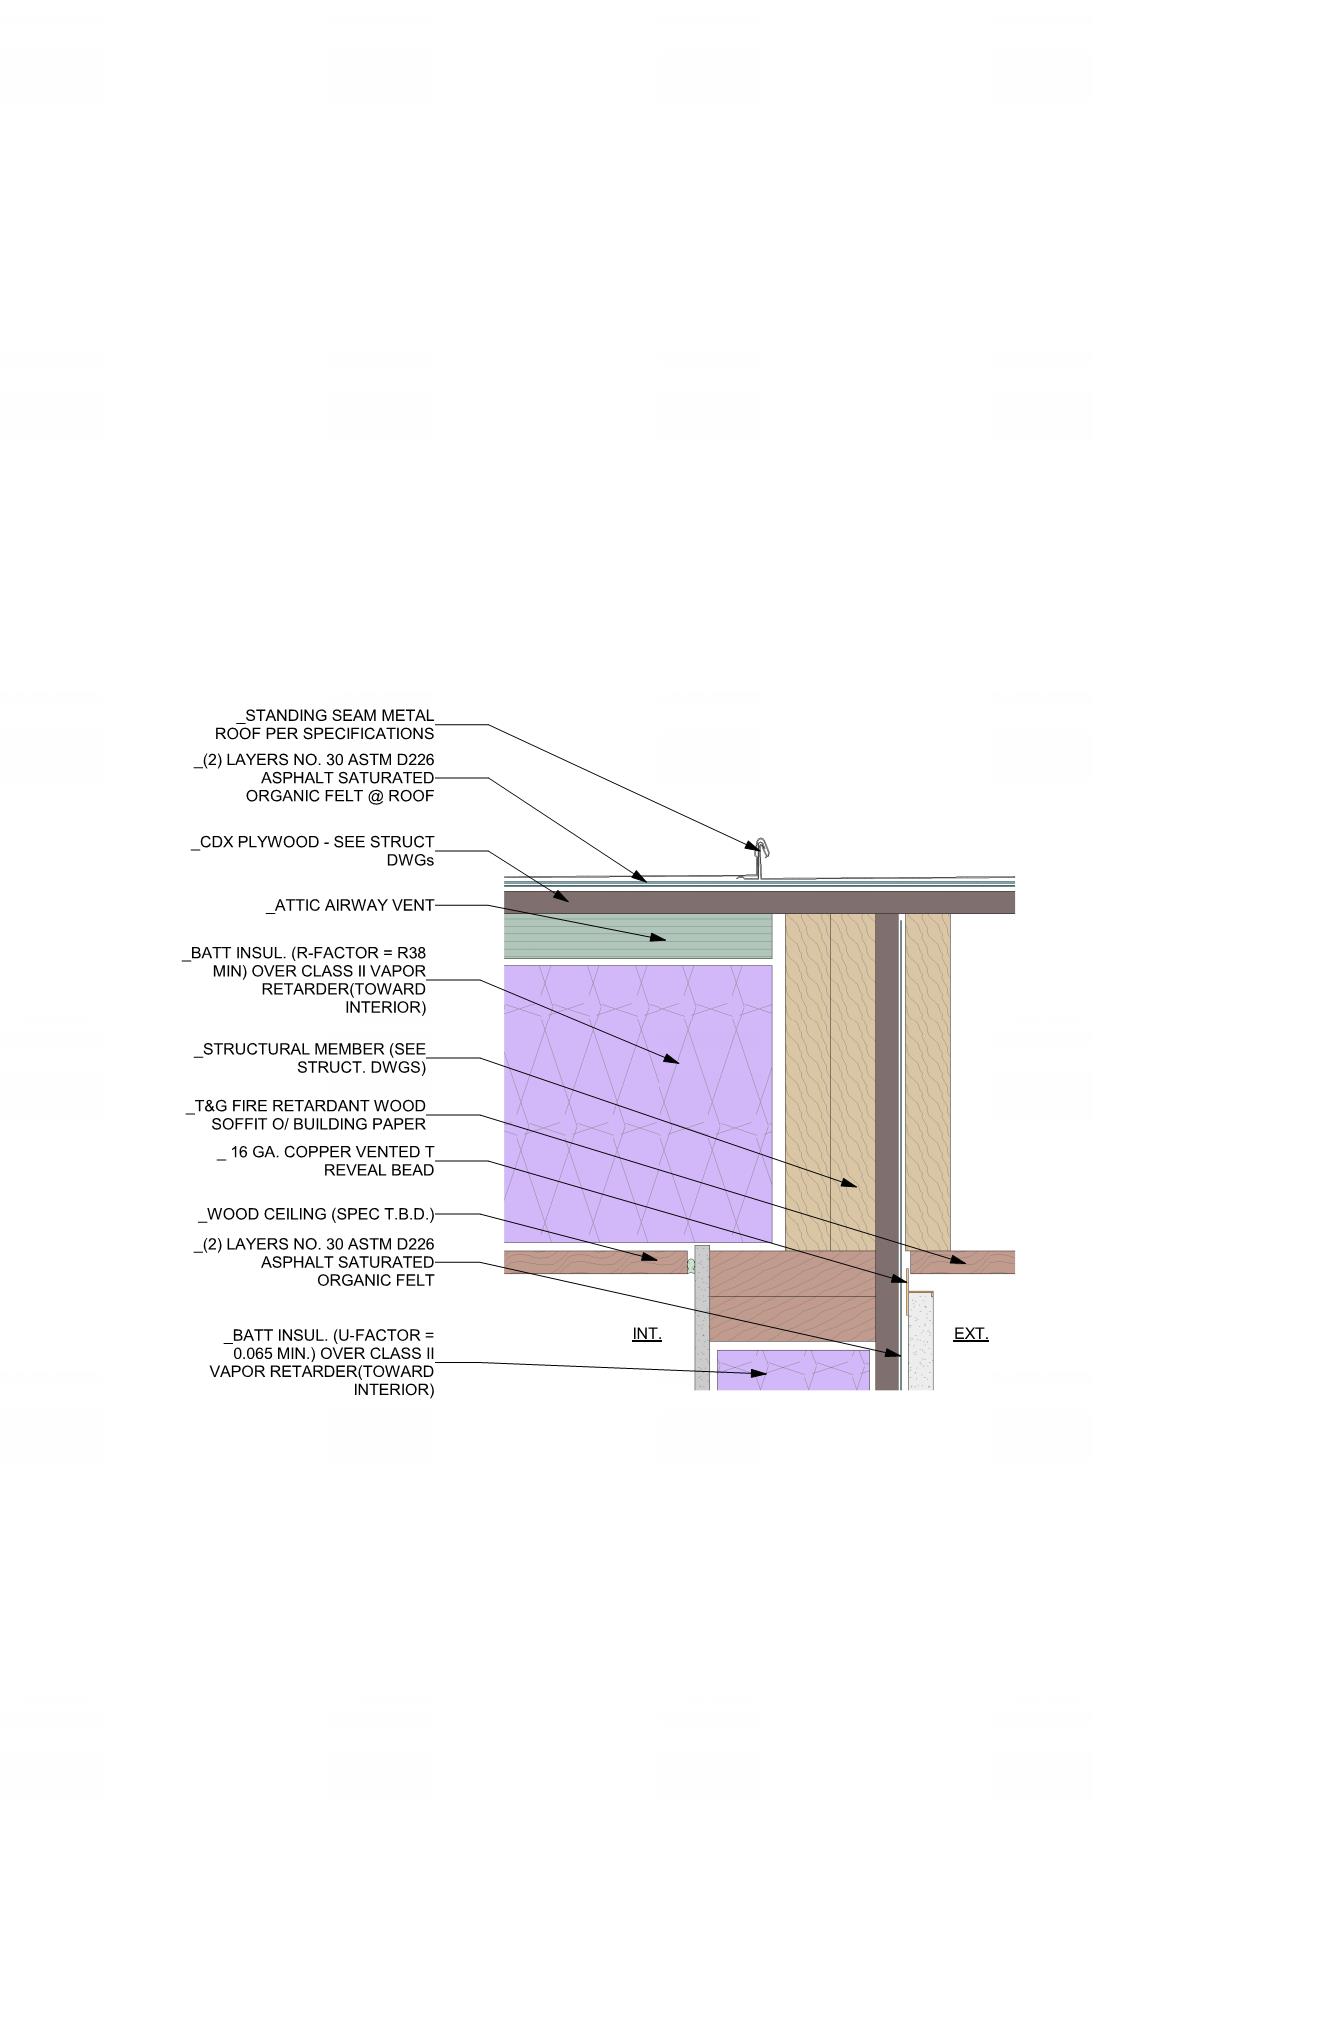 _STANDING SEAM METAL
ROOF PER SPECIFICATIONS
_(2) LAYERS NO. 30 ASTM D226
ASPHALT SATURATED
ORGANIC FELT @ ROOF
_CDX PLYWOOD - SEE STRUCT
DWGs
_ATTIC AIRWAY VENT
_BATT INSUL. (R-FACTOR = R38
MIN) OVER CLASS II VAPOR
RETARDER(TOWARD
INTERIOR)
_STRUCTURAL MEMBER (SEE
STRUCT. DWGS)
_T&G FIRE RETARDANT WOOD
SOFFIT O/ BUILDING PAPER
_ 16 GA. COPPER VENTED T
REVEAL BEAD
_WOOD CEILING (SPEC T.B.D.)
_(2) LAYERS NO. 30 ASTM D226
ASPHALT SATURATED
ORGANIC FELT
_BATT INSUL. (U-FACTOR =
0.065 MIN.) OVER CLASS II
VAPOR RETARDER(TOWARD
INTERIOR)
INT.
EXT.